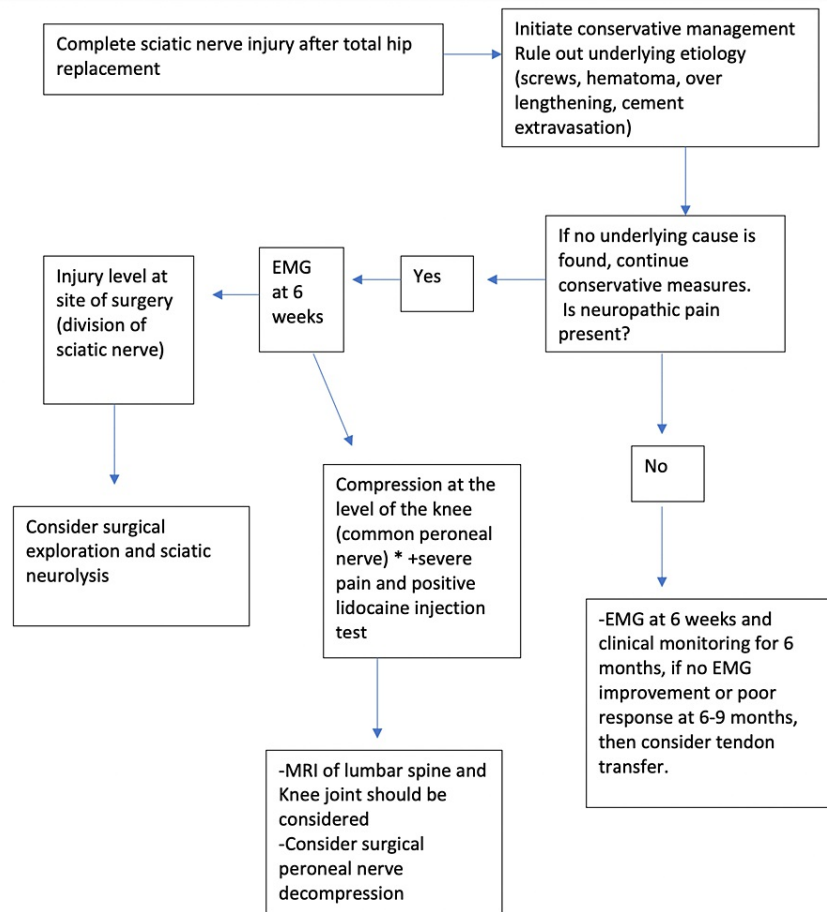 Complete sciatic nerve injury after total hip
replacement
Initiate conservative management
Rule out underlying etiology
(screws, hematoma, over
lengthening, cement
extravasation)
If no underlying cause is
found, continue
conservative measures.
Is neuropathic pain
present?
Yes
EMG
at 6
weeks
Injury level at
site of surgery
(division of
sciatic nerve)
Consider surgical
exploration and sciatic
neurolysis
Compression at the
level of the knee
(common peroneal
nerve) * +severe
pain and positive
lidocaine injection
test
-MRI of lumbar spine and
Knee joint should be
considered
-Consider surgical
peroneal nerve
decompression
No
-EMG at 6 weeks and
clinical monitoring for 6
months, if no EMG
improvement or poor
response at 6-9 months,
then consider tendon
transfer.